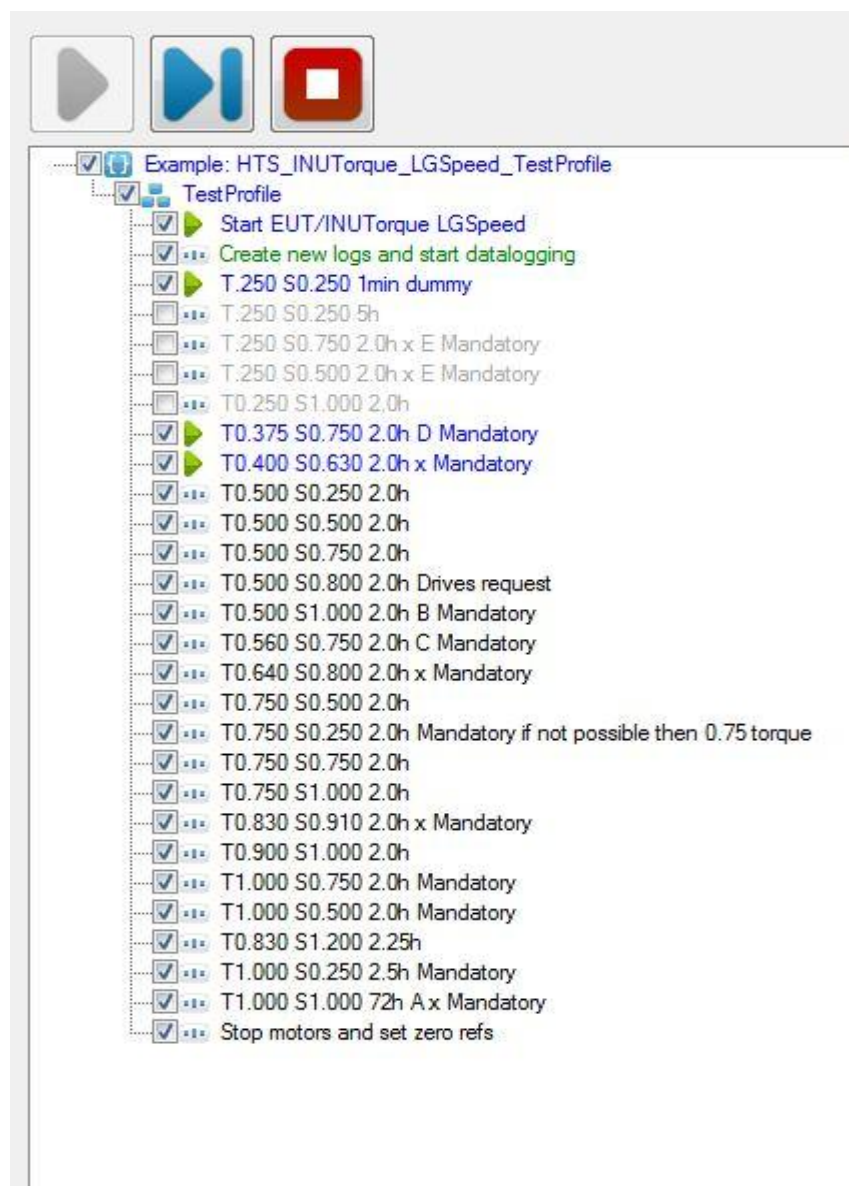 Example: HTS_INUTorque_LGSpeed_TestProfile
TestProfile
Start EUT/INUTorque LGSpeed
Create new logs and start datalogging
T.250 S0.250 1min dummy
T.250 S0.250 5h
T.250 S0.750 2.0h x E Mandatory
T.250 S0.500 2.0h x E Mandatory
T0.250 S1.000 2.0h
T0.375 S0.750 2.0h D Mandatory
T0.400 S0.630 2.0h x Mandatory
T0.500 S0.250 2.0h
T0.500 S0.500 2.0h
T0.500 S0.750 2.0h
T0.500 S0.800 2.0h Drives request
T0.500 S1.000 2.0h B Mandatory
T0.560 S0.750 2.0h C Mandatory
T0.640 S0.800 2.0h x Mandatory
T0.750 S0.500 2.0h
T0.750 S0.250 2.0h Mandatory if not possible then 0.75 torque
T0.750 S0.750 2.0h
T0.750 S1.000 2.0h
T0.830 S0.910 2.0h x Mandatory
T0.900 S1.000 2.0h
T1.000 S0.750 2.0h Mandatory
T1.000 S0.500 2.0h Mandatory
T0.830 S1.200 2.25h
T1.000 S0.250 2.5h Mandatory
T1.000 S1.000 72h A x Mandatory
Stop motors and set zero refs